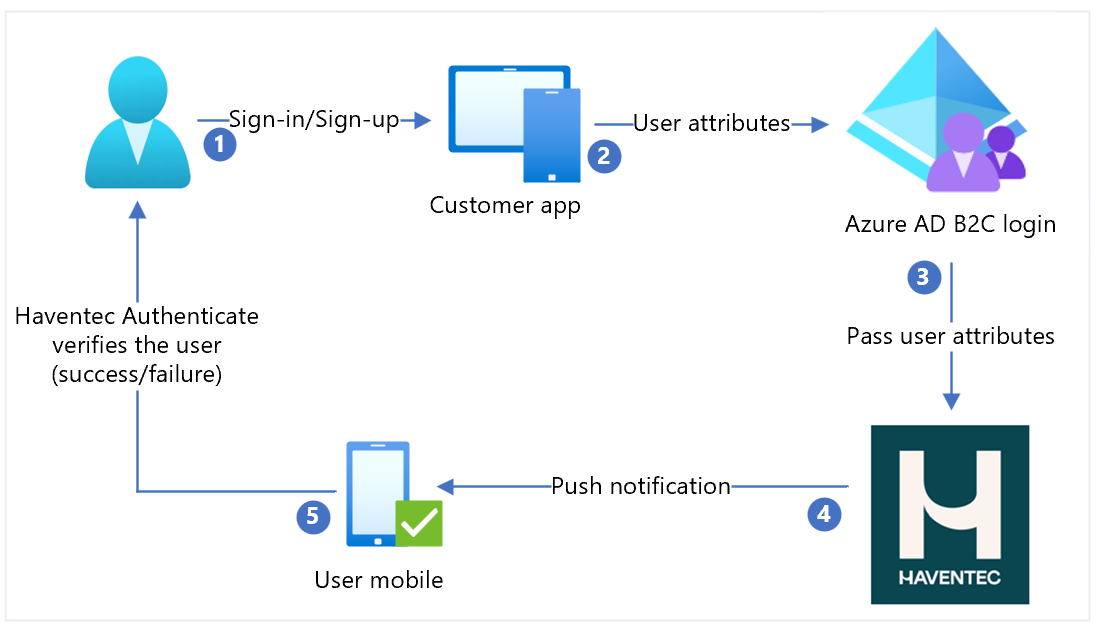 Sign-in/Sign-up
1
User attributes
2
Customer app
Azure AD B2C login
3
Pass user attributes
Haventec Authenticate
verifies the user
(success/failure)
Push notification
4
5
HAVENTEC
User mobile